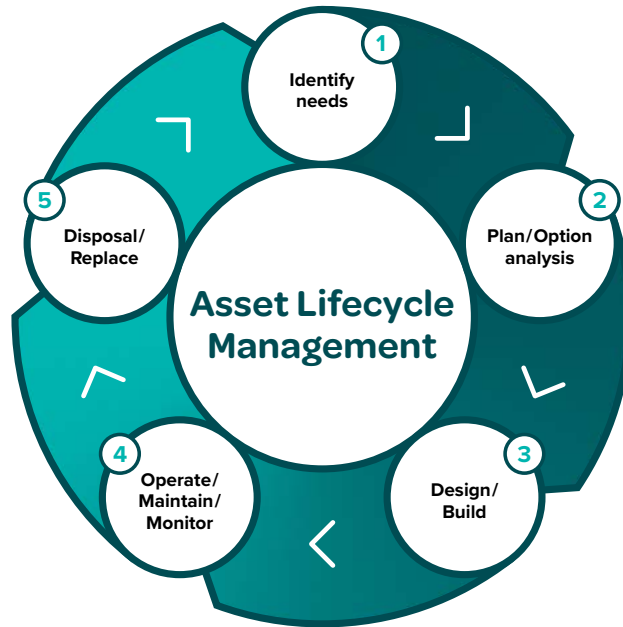 1
Identify
needs
2
Plan/Option
analysis
3
Design/
Build
4
Operate/
Maintain/
Monitor
5
Disposal/
Replace
Asset Lifecycle
Management